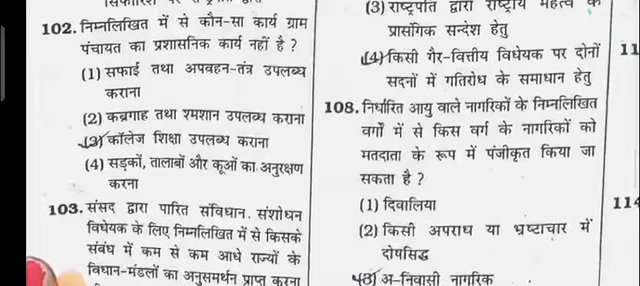 102. निम्नलिखित में से कौन-सा कार्य ग्राम
पंचायत का प्रशासनिक कार्य नहीं है ?
(1) सफाई तथा अपवहन-तंत्र उपलब्ध
कराना
(2) कब्रगाह तथा श्मशान उपलब्ध कराना
(3) कॉलेज शिक्षा उपलब्ध कराना
(4) सड़कों, तालाबों और कूओं का अनुरक्षण
करना
103. संसद द्वारा पारित संविधान. संशोधन
विधेयक के लिए निम्नलिखित में से किसके
संबंध में कम से कम आधे राज्यों के
विधान-मंडलों का अनुसमर्थन प्राप्त करना
(3) राष्ट्रपति द्वारा राष्ट्रीय महत्व के
प्रासंगिक सन्देश हेतु
(4) किसी गैर-वित्तीय विधेयक पर दोनों
सदनों में गतिरोध के समाधान हेतु
108. निर्धारित आयु वाले नागरिकों के निम्नलिखित
वर्गों में से किस वर्ग के नागरिकों को
मतदाता के रूप में पंजीकृत किया जा
सकता है ?
(1) दिवालिया
(2) किसी अपराध या भ्रष्टाचार में
दोषसिद्ध
(3) अ-निवासी नागरिक
11
114